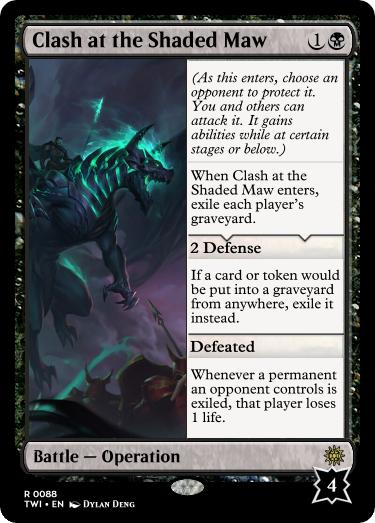 Clash at the Shaded Maw 1
(As this enters, choose an
opponent to protect it.
You and others can
attack it. It gains
abilities while at certain
stages or below.)
When Clash at the
Shaded Maw enters,
exile each player's
graveyard.
2 Defense
If a card or token would
be put into a graveyard
from anywhere, exile it
instead.
Defeated
Whenever a permanent
an opponent controls is
exiled, that player loses
1 life.
Battle — Operation
4
R 0088
TWI • EN DYLAN DENG